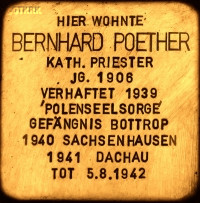 HIER WOHNTE
BERNHARD POETHER
KATH. PRIESTER
JG. 1906
VERHAFTET 1939
'POLENSEELSORGE'
GEFÄNGNIS BOTTROP
1940 SACHSENHAUSEN
1941 DACHAU
TOT 5.8.1942